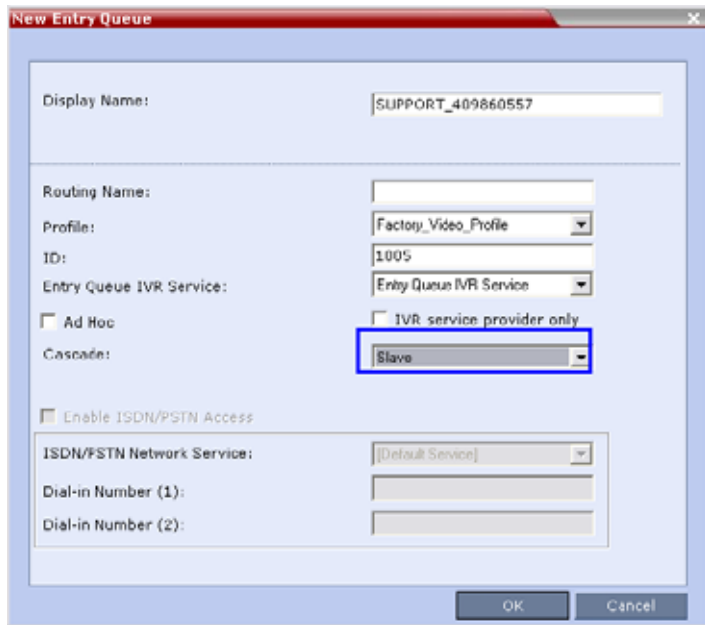 New Entry Queue
Display Name: SUPPORT_409860557
Routing Name:
Profile: Factory_Video_Profile
ID: 1005
Entry Queue IVR Service: Entry Queue IVR Service
Ad Hoc IVR service provider only
Cascade: Slave
Enable ISDN/PSTN Access
ISDN/PSTN Network Service: [Default Service]
Dial-in Number (1):
Dial-in Number (2):
OK Cancel